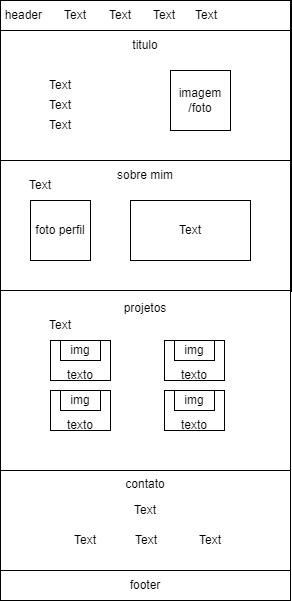 header Text Text Text Text
titulo
Text
Text
Text
imagem
/foto
sobre mim
Text
foto perfil
Text
projetos
Text
img
texto
img
texto
img
texto
img
texto
contato
Text
Text Text Text
footer